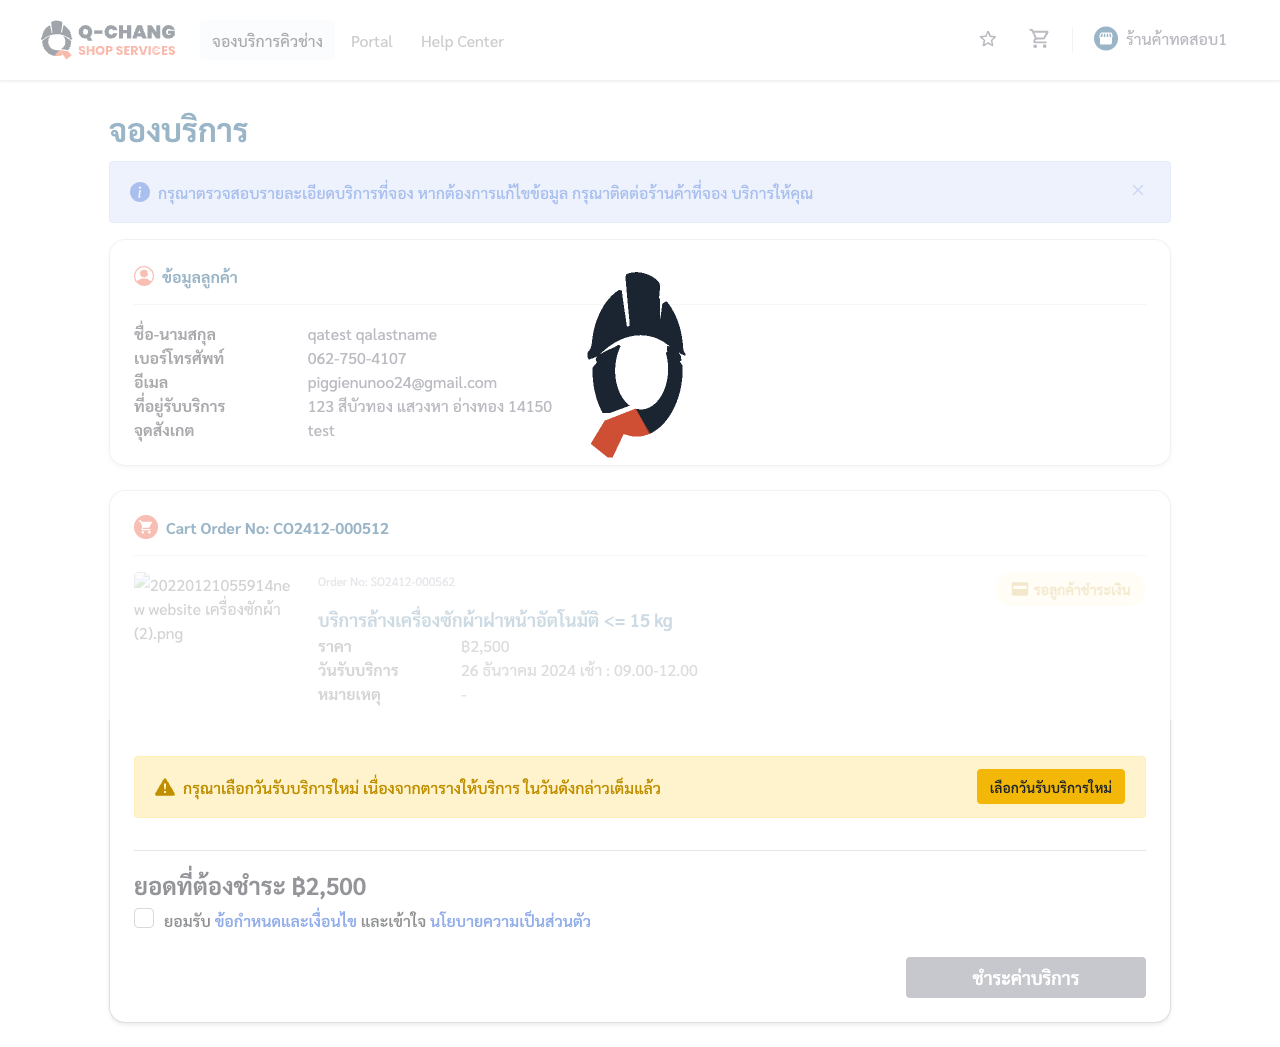 Q-CHANG
SHOP SERVICES
จองบริการคิวช่าง
Portal
Help Center
ร้านค้าทดสอบ1
จองบริการ
กรุณาตรวจสอบรายละเอียดบริการที่จอง หากต้องการแก้ไขข้อมูล กรุณาติดต่อร้านค้าที่จอง บริการให้คุณ
ข้อมูลลูกค้า
ชื่อ-นามสกุล qatest qalastname
เบอร์โทรศัพท์ 062-750-4107
อีเมล piggienunoo24@gmail.com
ที่อยู่รับบริการ 123 สีบัวทอง แสวงหา อ่างทอง 14150
จุดสังเกต test
Cart Order No: CO2412-000512
20220121055914ne
w website เครื่องซักผ้า
(2).png
Order No: SO2412-000562
รอลูกค้าชำระเงิน
บริการล้างเครื่องซักผ้าฝาหน้าอัตโนมัติ <= 15 kg
ราคา ฿2,500
วันรับบริการ 26 ธันวาคม 2024 เช้า : 09.00-12.00
หมายเหตุ -
กรุณาเลือกวันรับบริการใหม่ เนื่องจากตารางให้บริการ ในวันดังกล่าวเต็มแล้ว
เลือกวันรับบริการใหม่
ยอดที่ต้องชำระ ฿2,500
ยอมรับ ข้อกำหนดและเงื่อนไข และเข้าใจ นโยบายความเป็นส่วนตัว
ชำระค่าบริการ